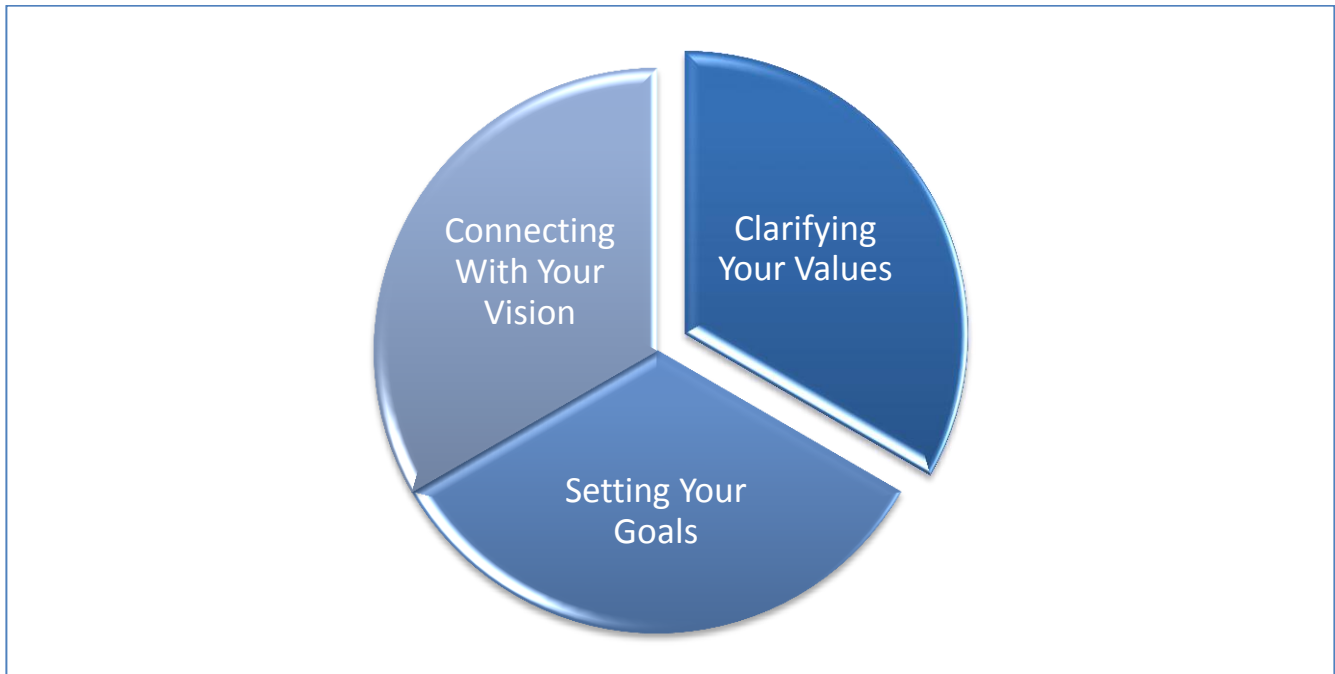 Connecting
With Your
Vision
Clarifying
Your Values
Setting Your
Goals